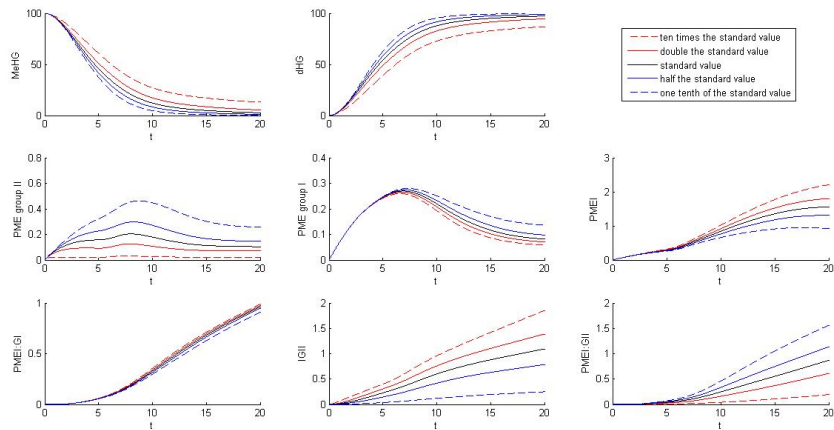 MeHG
100
50
0
0 5 10 15 20
t
dHG
100
50
0
0 5 10 15 20
t
ten times the standard value
double the standard value
standard value
half the standard value
one tenth of the standard value
PME group II
0.8
0.6
0.4
0.2
0
0 5 10 15 20
t
PME group I
0.4
0.3
0.2
0.1
0
0 5 10 15 20
t
PMEI
3
2
1
0
0 5 10 15 20
t
PMEI:GI
1
0.5
0
0 5 10 15 20
t
IGII
2
1.5
1
0.5
0
0 5 10 15 20
t
PMEI:GII
2
1.5
1
0.5
0
0 5 10 15 20
t